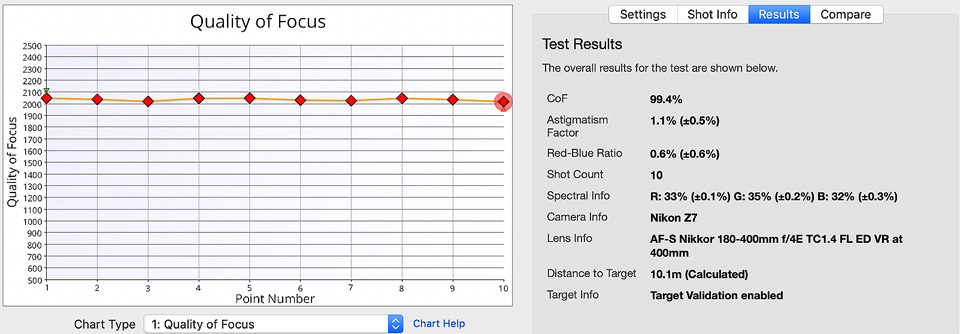 Quality of Focus
2500
2400
2300
2200
2100
2000
1900
1800
1700
1600
1500
1400
1300
1200
1100
1000
900
800
700
600
500
Quality of Focus
1 2 3 4 5 6 7 8 9 10
Point Number
Chart Type 1: Quality of Focus Chart Help
Settings Shot Info Results Compare
Test Results
The overall results for the test are shown below.
CoF 99.4%
Astigmatism 1.1% (±0.5%)
Factor
Red-Blue Ratio 0.6% (±0.6%)
Shot Count 10
Spectral Info R: 33% (±0.1%) G: 35% (±0.2%) B: 32% (±0.3%)
Camera Info Nikon Z7
Lens Info AF-S Nikkor 180-400mm f/4E TC1.4 FL ED VR at
400mm
Distance to Target 10.1m (Calculated)
Target Info Target Validation enabled